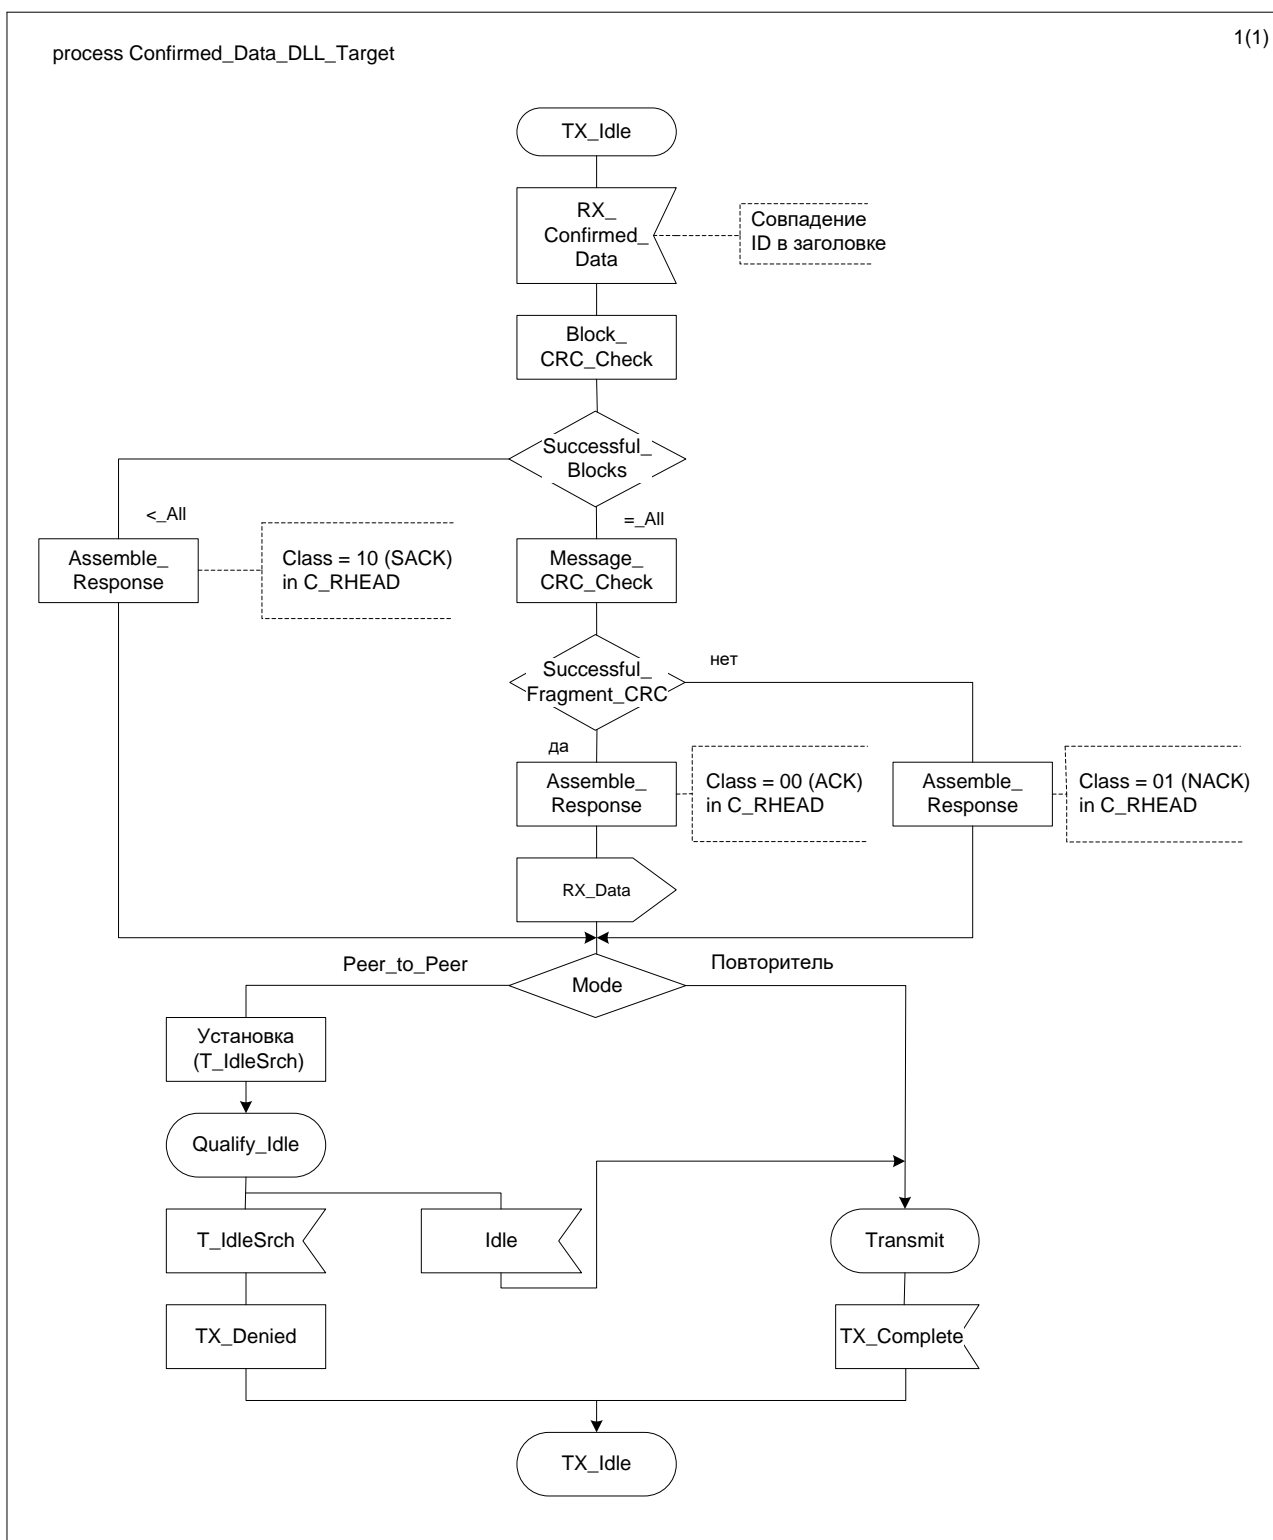 1(1)
process Confirmed_Data_DLL_Target
TX_Idle
RX_
Confirmed_
Data
Совпадение
ID в заголовке
Block_
CRC_Check
Successful_
Blocks
<_All
=_All
Assemble_
Response
Class = 10 (SACK)
in C_RHEAD
Message_
CRC_Check
Successful_
Fragment_CRC
нет
да
Assemble_
Response
Class = 00 (ACK)
in C_RHEAD
Assemble_
Response
Class = 01 (NACK)
in C_RHEAD
RX_Data
Peer_to_Peer
Mode
Повторитель
Установка
(T_IdleSrch)
Qualify_Idle
T_IdleSrch
Idle
Transmit
TX_Denied
TX_Complete
TX_Idle